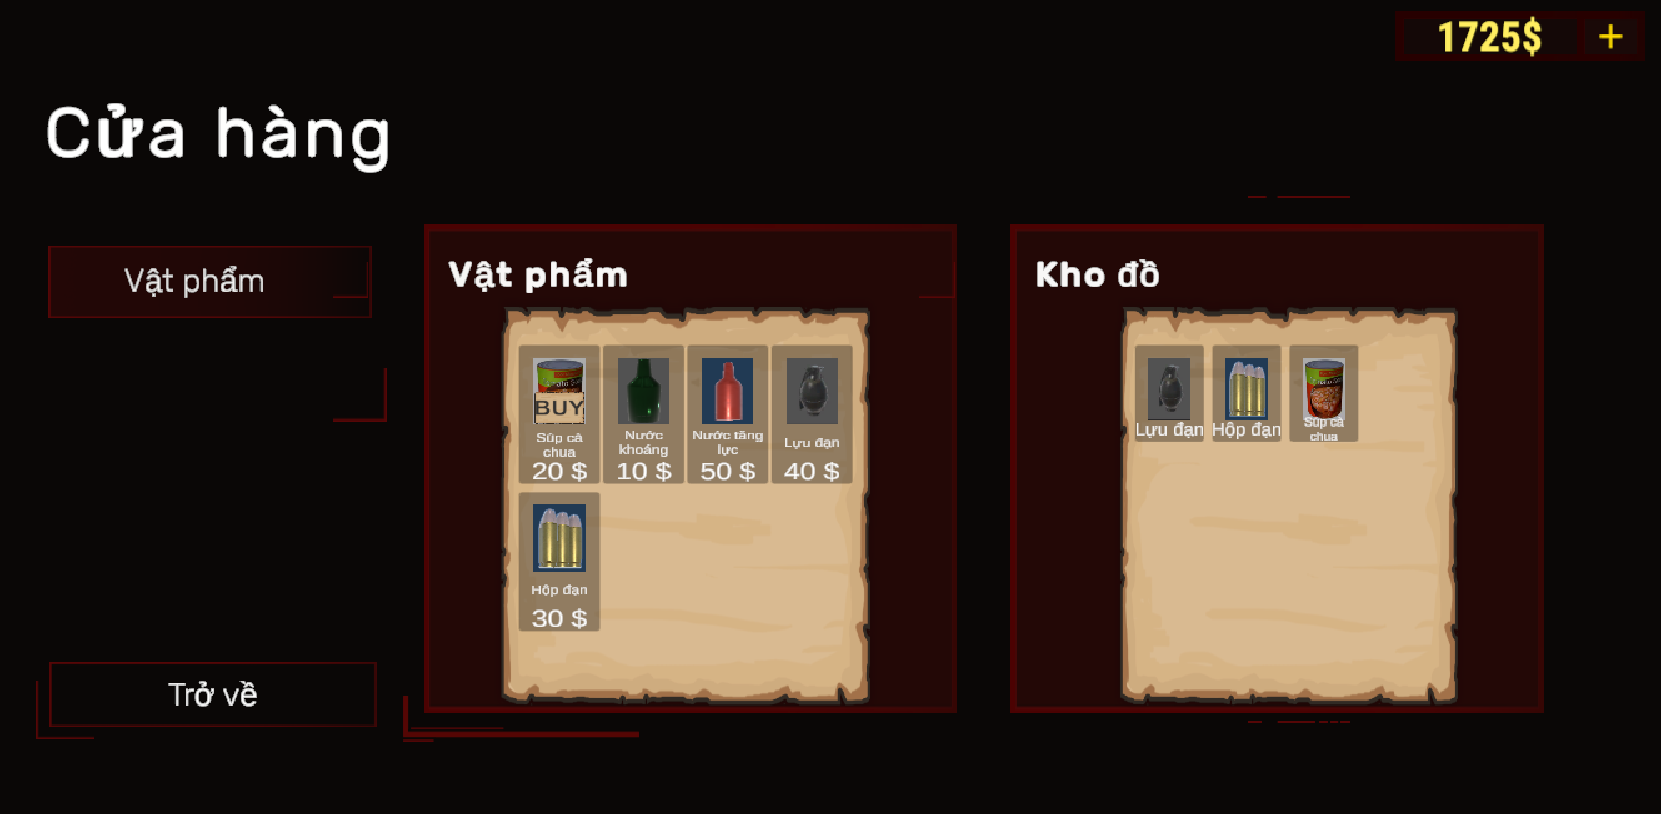 1725$ +
Cửa hàng
Vật phẩm
Trở về
Vật phẩm
BUY
Súp cà
chua
20 $
Nước
khoáng
10 $
Nước tăng
lực
50 $
Lựu đạn
40 $
Hộp đạn
30 $
Kho đồ
Lựu đạn
Hộp đạn
Súp cà
chua